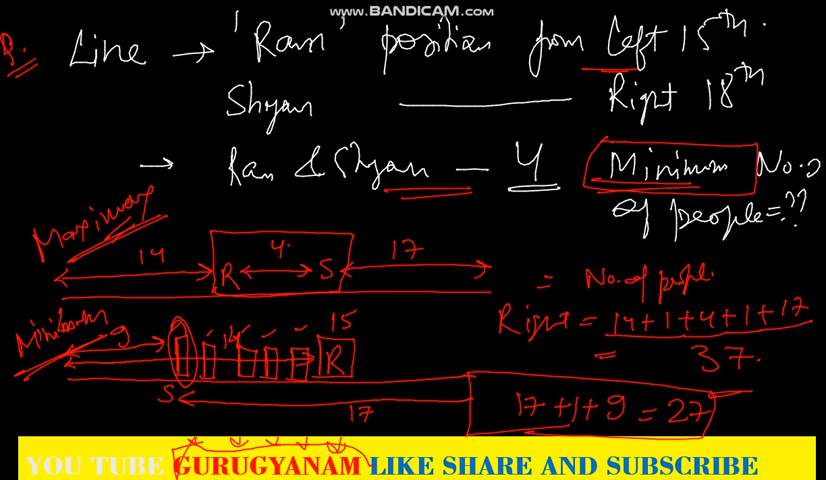 WWW.BANDICAM.COM
Q. Line → 'Ram' position from Left 15th
Shyam ——— Right 18th
→ Ram & Shyam — 4 Minimum No. of people = ??
Maximum
14 R 4 S 17
= No. of people
Right = 14+1+4+1+17
= 37.
Minimum
9 14 15
R
S 17
17+1+9 = 27
YOU TUBE GURUGYANAM LIKE SHARE AND SUBSCRIBE